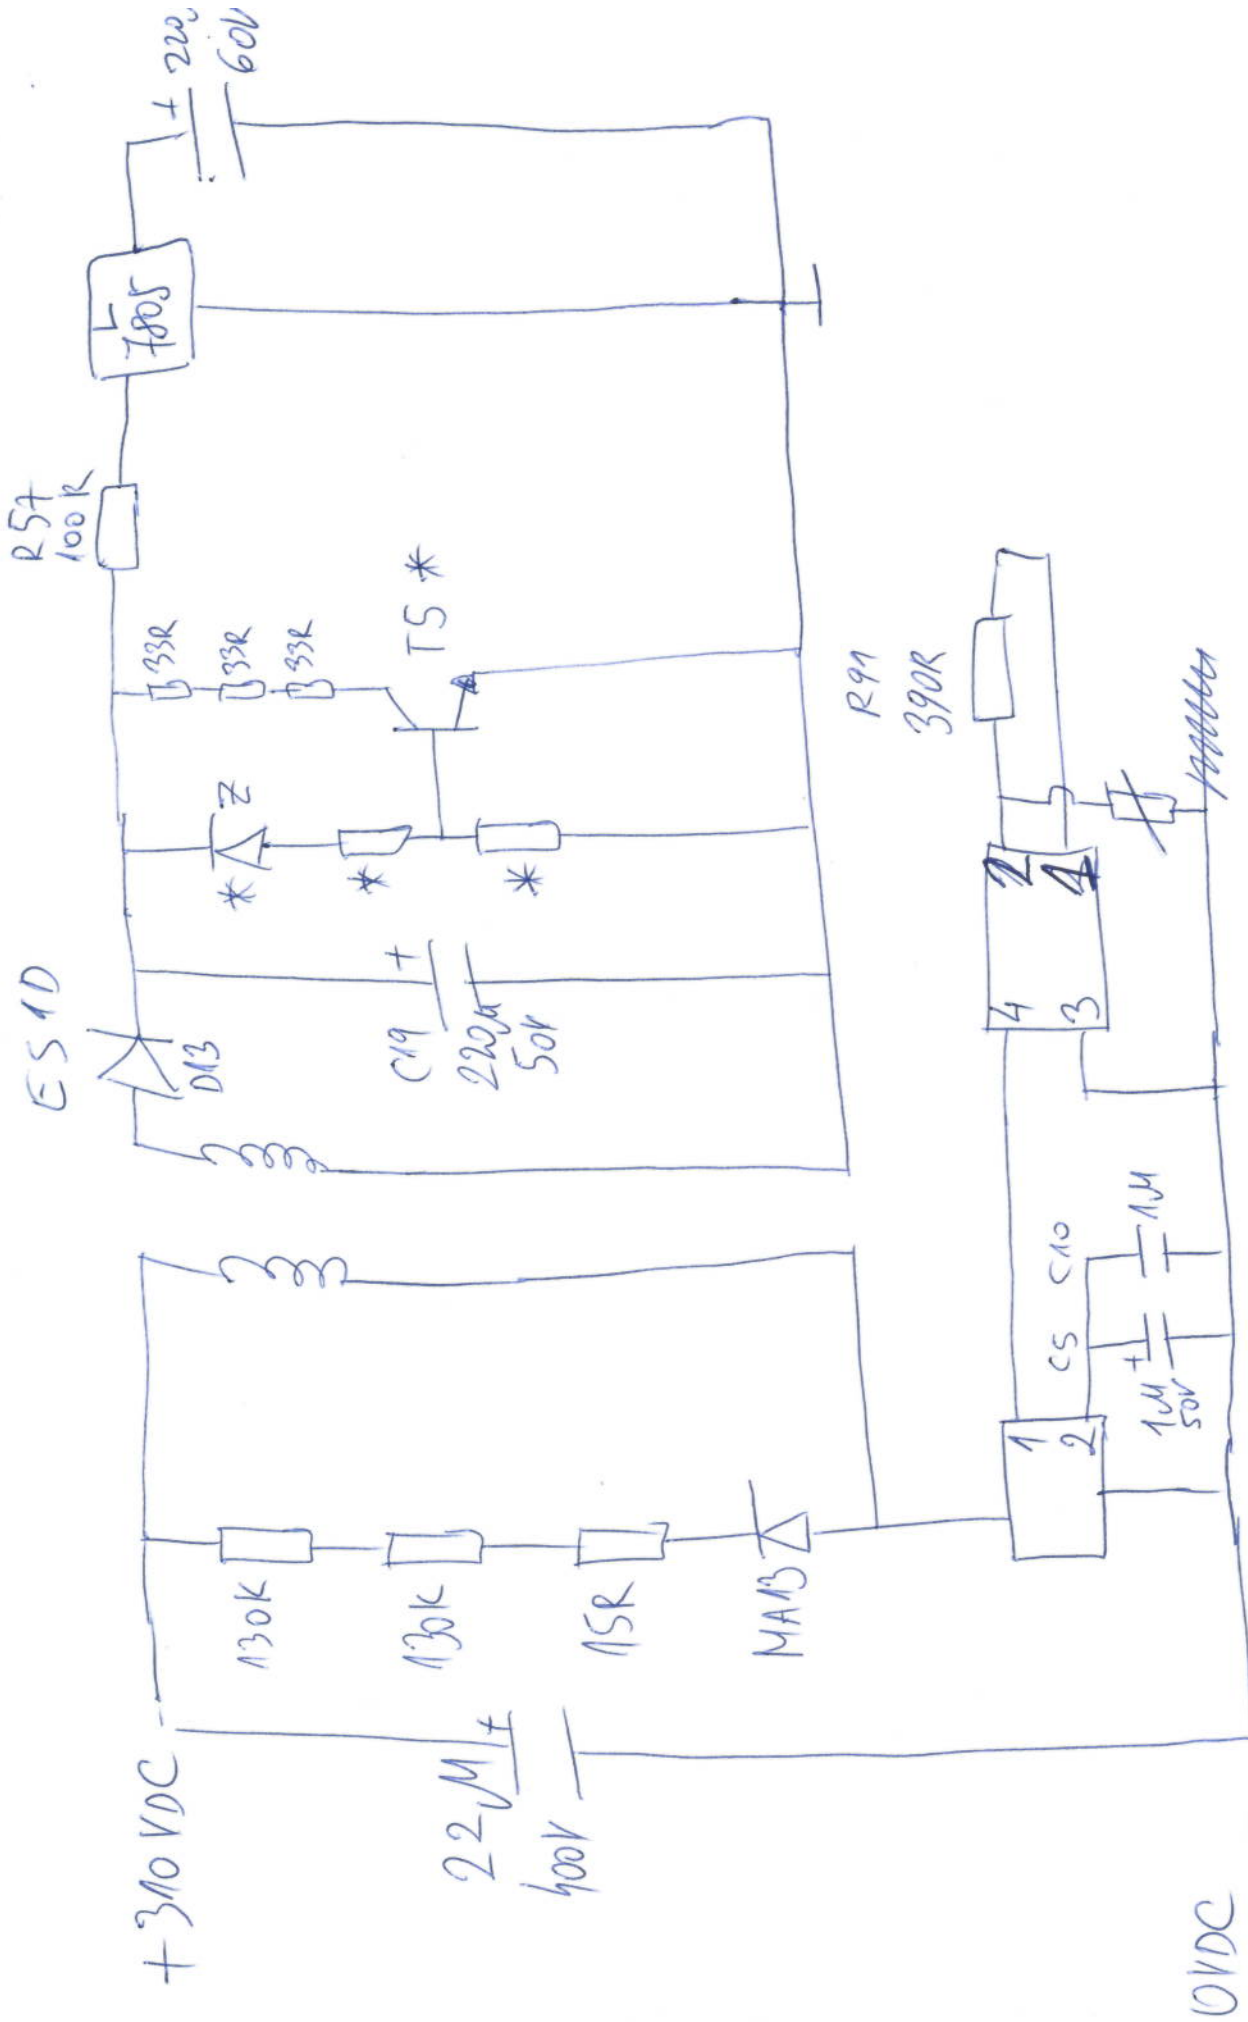 +310VDC
22µ +
400V
130K
130K
15R
MA13
ES1D
D13
C19
+
220µ
50V
*
Z
*
*
33R
33R
33R
T5 *
R57
100R
L
7805
+
220
60V
1
2
C5
C10
+
1µ
50V
1µ
4
3
2
1
R91
390R
0VDC